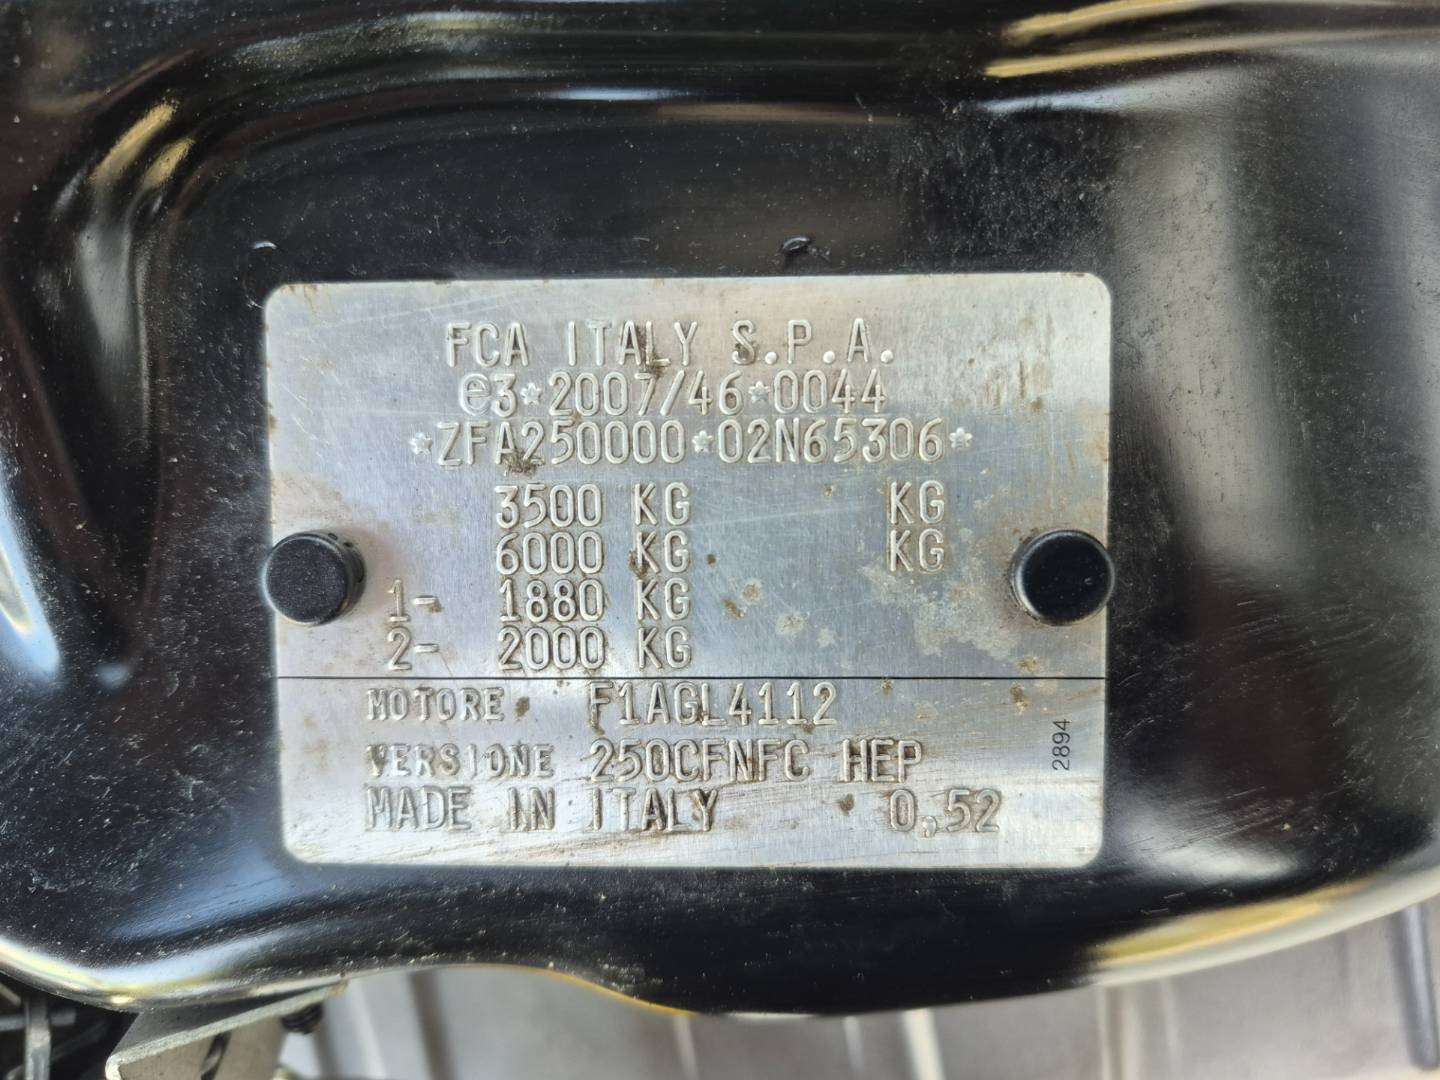 FCA ITALY S.P.A.
e3*2007/46*0044
*ZFA250000*02N65306*
3500 KG KG
6000 KG KG
1- 1880 KG
2- 2000 KG
MOTORE F1AGL4112
VERSIONE 250CFNFC HEP
MADE IN ITALY 0,52
2894